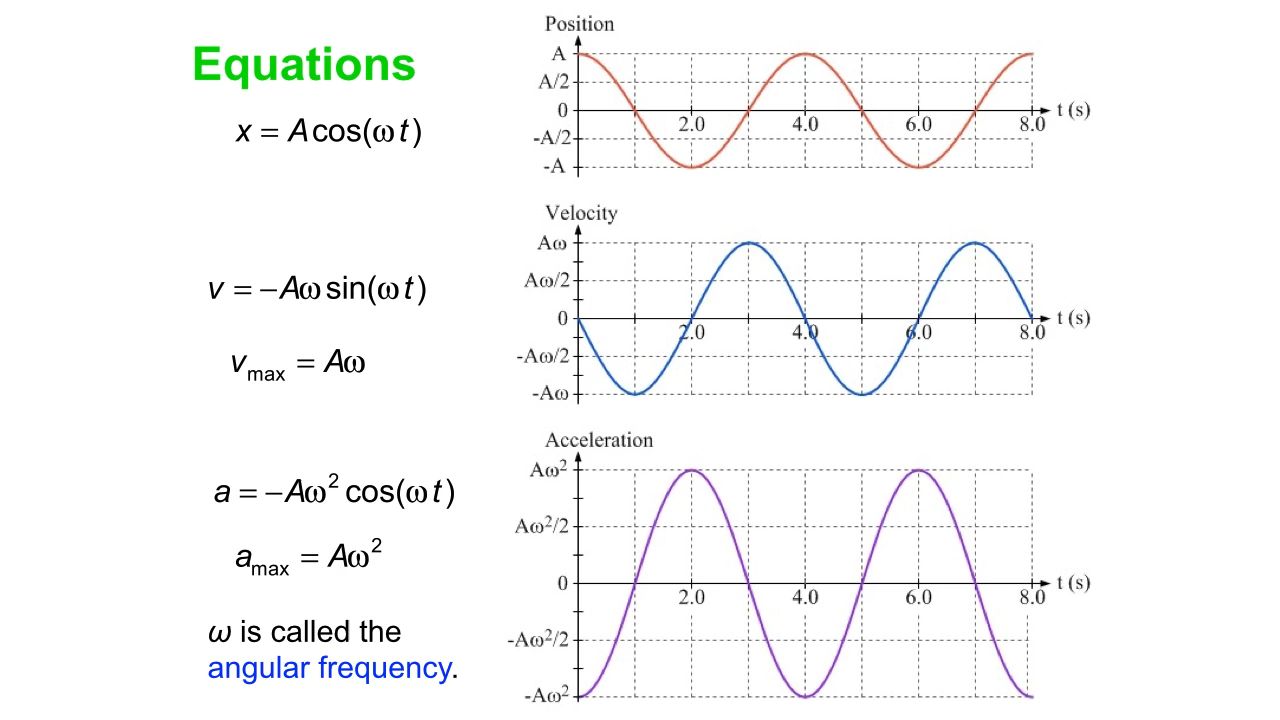 Equations
x = A cos(ω t)
v = −Aω sin(ω t)
v max = Aω
a = −Aω² cos(ω t)
a max = Aω²
ω is called the
angular frequency.
Position
A
A/2
0
-A/2
-A
2.0 4.0 6.0 8.0
t (s)
Velocity
Aω
Aω/2
0
-Aω/2
-Aω
2.0 4.0 6.0 8.0
t (s)
Acceleration
Aω²
Aω²/2
0
-Aω²/2
-Aω²
2.0 4.0 6.0 8.0
t (s)